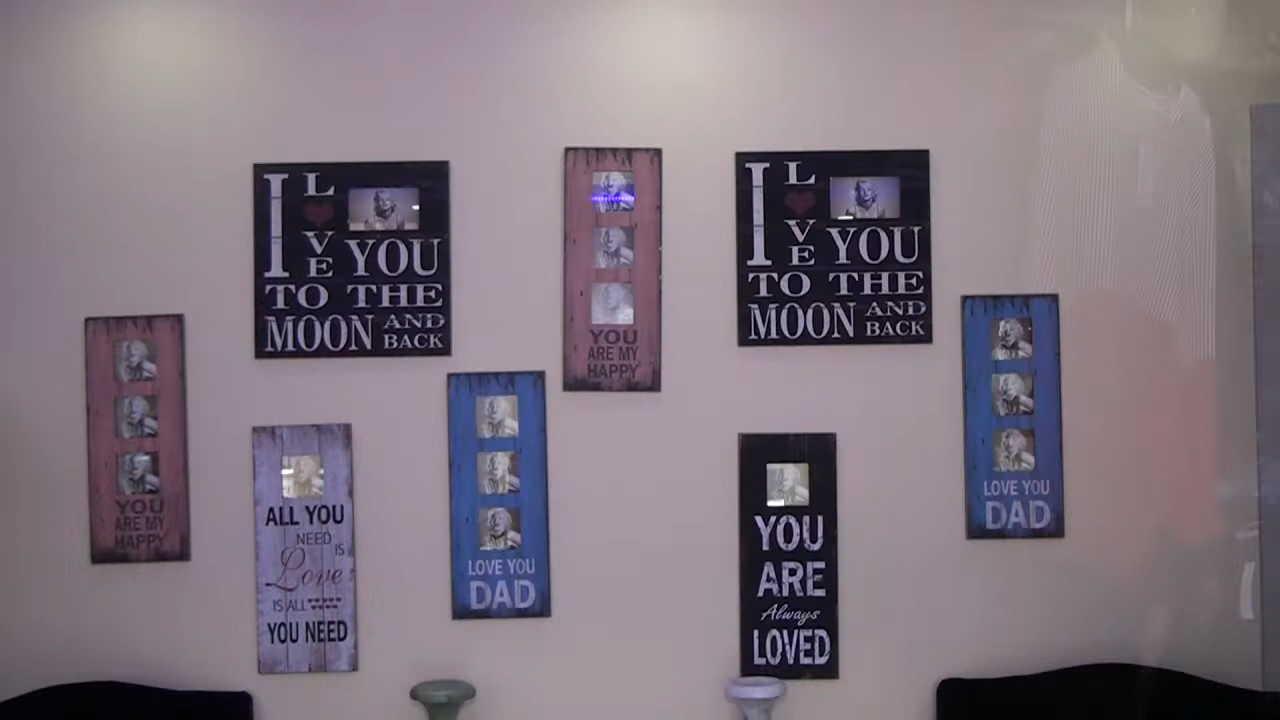 I LOVE YOU
TO THE
MOON AND BACK
YOU
ARE MY
HAPPY
I LOVE YOU
TO THE
MOON AND BACK
YOU
ARE MY
HAPPY
ALL YOU
NEED
IS
Love
IS ALL
YOU NEED
LOVE YOU
DAD
YOU
ARE
Always
LOVED
LOVE YOU
DAD